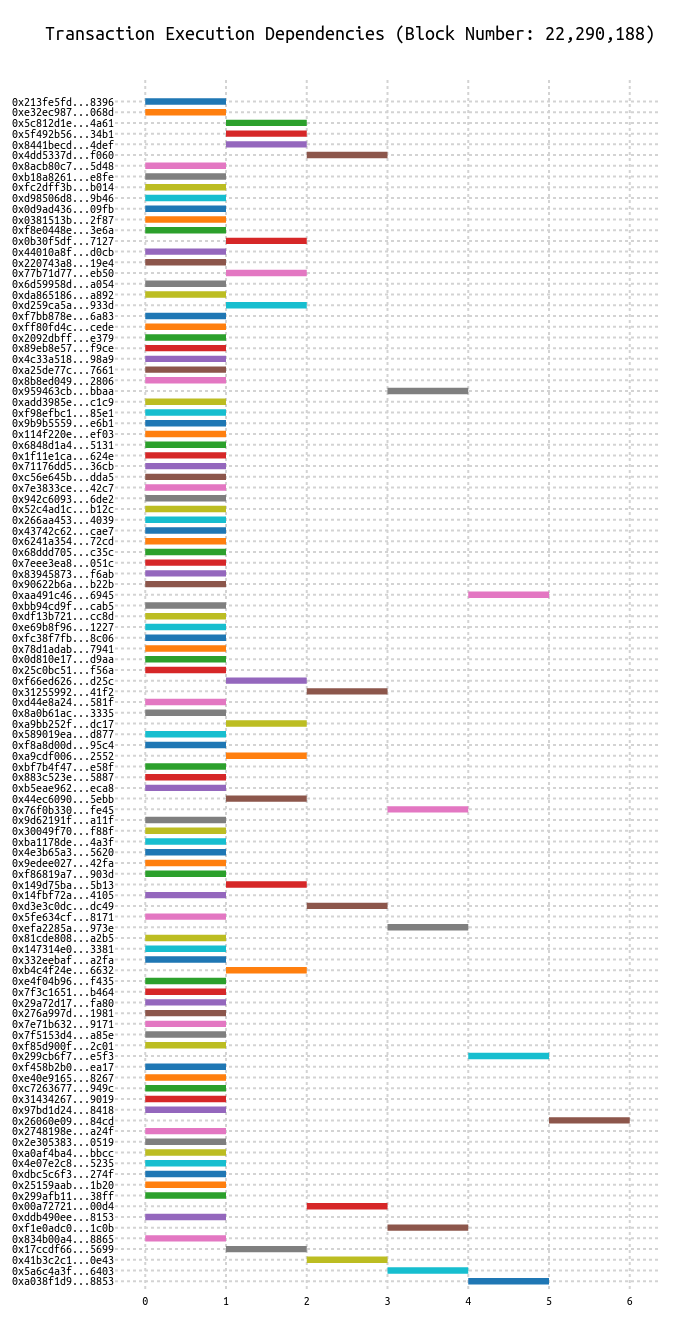 Transaction Execution Dependencies (Block Number: 22,290,188)
0x213fe5fd...8396
0xe32ec987...068d
0x5c812d1e...4a61
0x5f492b56...34b1
0x8441becd...4def
0x4dd5337d...f060
0x8acb80c7...5d48
0xb18a8261...e8fe
0xfc2dff3b...b014
0xd98506d8...9b46
0x0d9ad436...09fb
0x0381513b...2f87
0xf8e0448e...3e6a
0x0b30f5df...7127
0x44010a8f...d0cb
0x220743a8...19e4
0x77b71d77...eb50
0x6d59958d...a054
0xda865186...a892
0xd259ca5a...933d
0xf7bb878e...6a83
0xff80fd4c...cede
0x2092dbff...e379
0x89eb8e57...f9ce
0x4c33a518...98a9
0xa25de77c...7661
0x8b8ed049...2806
0x959463cb...bbaa
0xadd3985e...c1c9
0xf98efbc1...85e1
0x9b9b5559...e6b1
0x114f220e...ef03
0x6848d1a4...5131
0x1f11e1ca...624e
0x71176dd5...36cb
0xc56e645b...dda5
0x7e3833ce...42c7
0x942c6093...6de2
0x52c4ad1c...b12c
0x266aa453...4039
0x43742c62...cae7
0x6241a354...72cd
0x68ddd705...c35c
0x7eee3ea8...051c
0x83945873...f6ab
0x90622b6a...b22b
0xaa491c46...6945
0xbb94cd9f...cab5
0xdf13b721...cc8d
0xe69b8f96...1227
0xfc38f7fb...8c06
0x78d1adab...7941
0x0d810e17...d9aa
0x25c0bc51...f56a
0xf66ed626...d25c
0x31255992...41f2
0xd44e8a24...581f
0x8a0b61ac...3335
0xa9bb252f...dc17
0x589019ea...d877
0xf8a8d00d...95c4
0xa9cdf006...2552
0xbf7b4f47...e58f
0x883c523e...5887
0xb5eae962...eca8
0x44ec6090...5ebb
0x76f0b330...fe45
0x9d62191f...a11f
0x30049f70...f88f
0xba1178de...4a3f
0x4e3b65a3...5620
0x9edee027...42fa
0xf86819a7...903d
0x149d75ba...5b13
0x14fbf72a...4105
0xd3e3c0dc...dc49
0x5fe634cf...8171
0xefa2285a...973e
0x81cde808...a2b5
0x147314e0...3381
0x332eebaf...a2fa
0xb4c4f24e...6632
0xe4f04b96...f435
0x7f3c1651...b464
0x29a72d17...fa80
0x276a997d...1981
0x7e71b632...9171
0x7f5153d4...a85e
0xf85d900f...2c01
0x299cb6f7...e5f3
0xf458b2b0...ea17
0xe40e9165...8267
0xc7263677...949c
0x31434267...9019
0x97bd1d24...8418
0x26060e09...84cd
0x2748198e...a24f
0x2e305383...0519
0xa0af4ba4...bbcc
0x4e07e2c8...5235
0xdbc5c6f3...274f
0x25159aab...1b20
0x299afb11...38ff
0x00a72721...00d4
0xddb490ee...8153
0xf1e0adc0...1c0b
0x834b00a4...8865
0x17ccdf66...5699
0x41b3c2c1...0e43
0x5a6c4a3f...6403
0xa038f1d9...8853
0 1 2 3 4 5 6